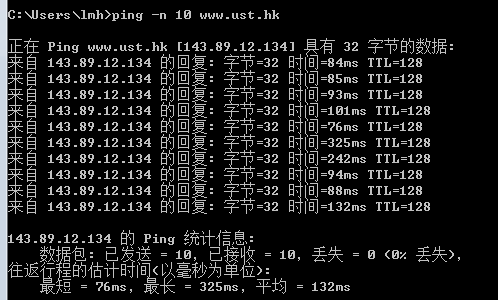 C:\Users\lmh>ping -n 10 www.ust.hk
正在 Ping www.ust.hk [143.89.12.134] 具有 32 字节的数据:
来自 143.89.12.134 的回复: 字节=32 时间=84ms TTL=128
来自 143.89.12.134 的回复: 字节=32 时间=85ms TTL=128
来自 143.89.12.134 的回复: 字节=32 时间=93ms TTL=128
来自 143.89.12.134 的回复: 字节=32 时间=101ms TTL=128
来自 143.89.12.134 的回复: 字节=32 时间=76ms TTL=128
来自 143.89.12.134 的回复: 字节=32 时间=325ms TTL=128
来自 143.89.12.134 的回复: 字节=32 时间=242ms TTL=128
来自 143.89.12.134 的回复: 字节=32 时间=94ms TTL=128
来自 143.89.12.134 的回复: 字节=32 时间=88ms TTL=128
来自 143.89.12.134 的回复: 字节=32 时间=132ms TTL=128
143.89.12.134 的 Ping 统计信息:
数据包: 已发送 = 10, 已接收 = 10, 丢失 = 0 (0% 丢失),
往返行程的估计时间(以毫秒为单位):
最短 = 76ms, 最长 = 325ms, 平均 = 132ms